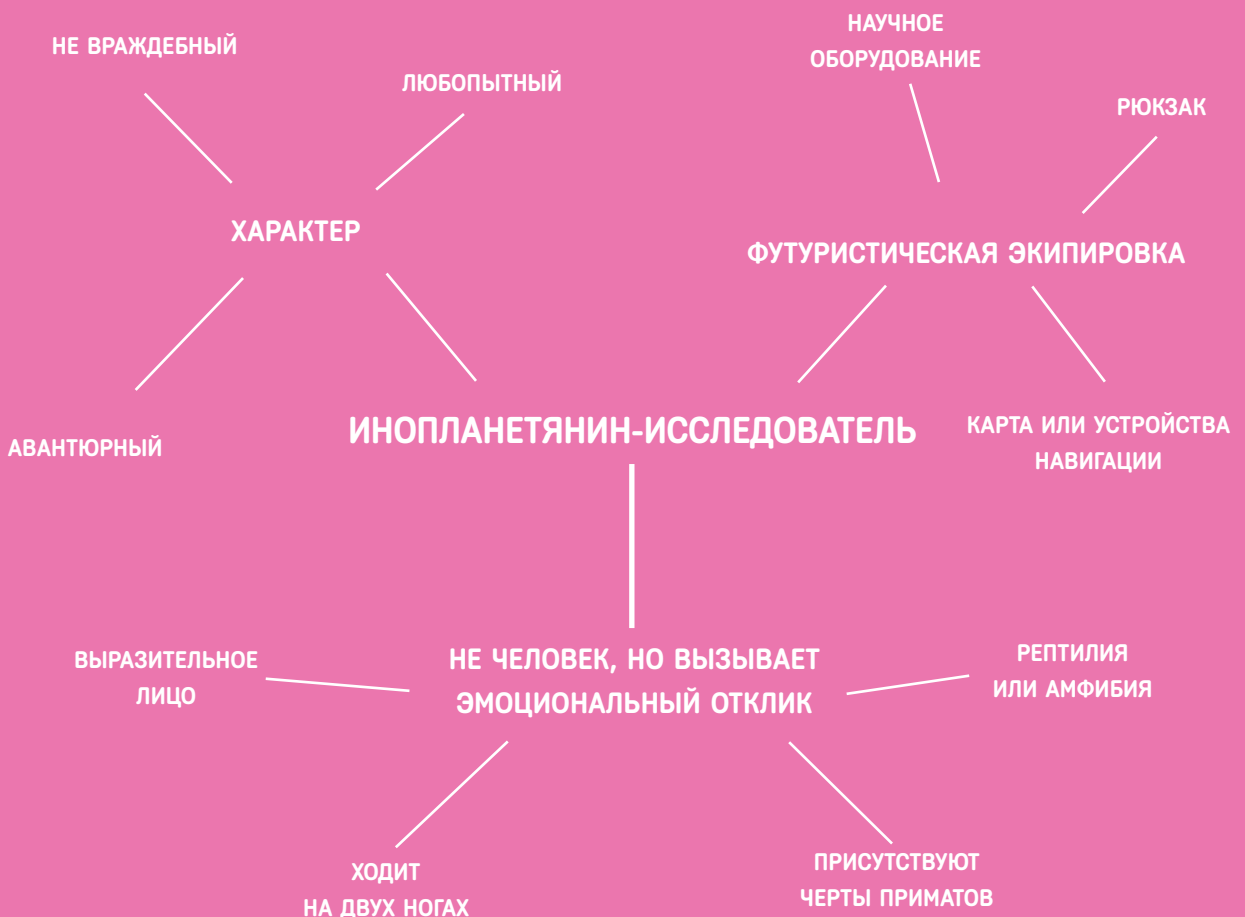 НЕ ВРАЖДЕБНЫЙ
ЛЮБОПЫТНЫЙ
НАУЧНОЕ
ОБОРУДОВАНИЕ
РЮКЗАК
ХАРАКТЕР
ФУТУРИСТИЧЕСКАЯ ЭКИПИРОВКА
АВАНТЮРНЫЙ
ИНОПЛАНЕТЯНИН-ИССЛЕДОВАТЕЛЬ
КАРТА ИЛИ УСТРОЙСТВА
НАВИГАЦИИ
ВЫРАЗИТЕЛЬНОЕ
ЛИЦО
НЕ ЧЕЛОВЕК, НО ВЫЗЫВАЕТ
ЭМОЦИОНАЛЬНЫЙ ОТКЛИК
РЕПТИЛИЯ
ИЛИ АМФИБИЯ
ХОДИТ
НА ДВУХ НОГАХ
ПРИСУТСТВУЮТ
ЧЕРТЫ ПРИМАТОВ